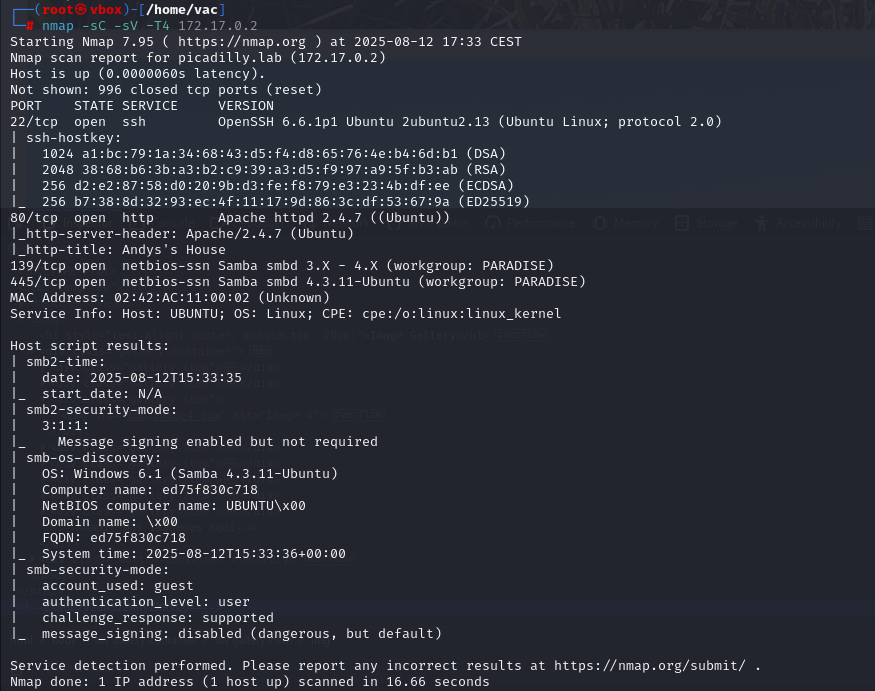 ┌──(root㉿vbox)-[/home/vac]
└─# nmap -sC -sV -T4 172.17.0.2
Starting Nmap 7.95 ( https://nmap.org ) at 2025-08-12 17:33 CEST
Nmap scan report for picadilly.lab (172.17.0.2)
Host is up (0.0000060s latency).
Not shown: 996 closed tcp ports (reset)
PORT    STATE SERVICE     VERSION
22/tcp  open  ssh         OpenSSH 6.6.1p1 Ubuntu 2ubuntu2.13 (Ubuntu Linux; protocol 2.0)
| ssh-hostkey:
|   1024 a1:bc:79:1a:34:68:43:d5:f4:d8:65:76:4e:b4:6d:b1 (DSA)
|   2048 38:68:b6:3b:a3:b2:c9:39:a3:d5:f9:97:a9:5f:b3:ab (RSA)
|   256 d2:e2:87:58:d0:20:9b:d3:fe:f8:79:e3:23:4b:df:ee (ECDSA)
|_  256 b7:38:8d:32:93:ec:4f:11:17:9d:86:3c:df:53:67:9a (ED25519)
80/tcp  open  http        Apache httpd 2.4.7 ((Ubuntu))
|_http-server-header: Apache/2.4.7 (Ubuntu)
|_http-title: Andys's House
139/tcp open  netbios-ssn Samba smbd 3.X - 4.X (workgroup: PARADISE)
445/tcp open  netbios-ssn Samba smbd 4.3.11-Ubuntu (workgroup: PARADISE)
MAC Address: 02:42:AC:11:00:02 (Unknown)
Service Info: Host: UBUNTU; OS: Linux; CPE: cpe:/o:linux:linux_kernel

Host script results:
| smb2-time:
|   date: 2025-08-12T15:33:35
|_  start_date: N/A
| smb2-security-mode:
|   3:1:1:
|_    Message signing enabled but not required
| smb-os-discovery:
|   OS: Windows 6.1 (Samba 4.3.11-Ubuntu)
|   Computer name: ed75f830c718
|   NetBIOS computer name: UBUNTU\x00
|   Domain name: \x00
|   FQDN: ed75f830c718
|_  System time: 2025-08-12T15:33:36+00:00
| smb-security-mode:
|   account_used: guest
|   authentication_level: user
|   challenge_response: supported
|_  message_signing: disabled (dangerous, but default)

Service detection performed. Please report any incorrect results at https://nmap.org/submit/ .
Nmap done: 1 IP address (1 host up) scanned in 16.66 seconds